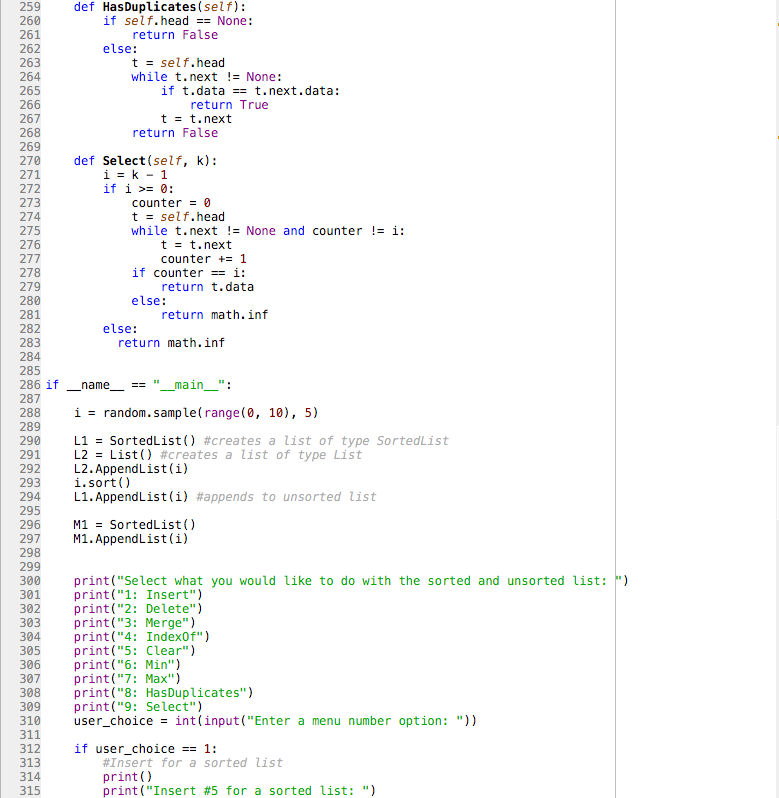 259     def HasDuplicates(self):
260         if self.head == None:
261             return False
262         else:
263             t = self.head
264             while t.next != None:
265                 if t.data == t.next.data:
266                     return True
267                 t = t.next
268             return False
269
270     def Select(self, k):
271         i = k - 1
272         if i >= 0:
273             counter = 0
274             t = self.head
275             while t.next != None and counter != i:
276                 t = t.next
277                 counter += 1
278             if counter == i:
279                 return t.data
280             else:
281                 return math.inf
282         else:
283           return math.inf
284
285
286 if __name__ == "__main__":
287
288     i = random.sample(range(0, 10), 5)
289
290     L1 = SortedList() #creates a list of type SortedList
291     L2 = List() #creates a list of type List
292     L2.AppendList(i)
293     i.sort()
294     L1.AppendList(i) #appends to unsorted list
295
296     M1 = SortedList()
297     M1.AppendList(i)
298
299
300     print("Select what you would like to do with the sorted and unsorted list: ")
301     print("1: Insert")
302     print("2: Delete")
303     print("3: Merge")
304     print("4: IndexOf")
305     print("5: Clear")
306     print("6: Min")
307     print("7: Max")
308     print("8: HasDuplicates")
309     print("9: Select")
310     user_choice = int(input("Enter a menu number option: "))
311
312     if user_choice == 1:
313         #Insert for a sorted list
314         print()
315         print("Insert #5 for a sorted list: ")